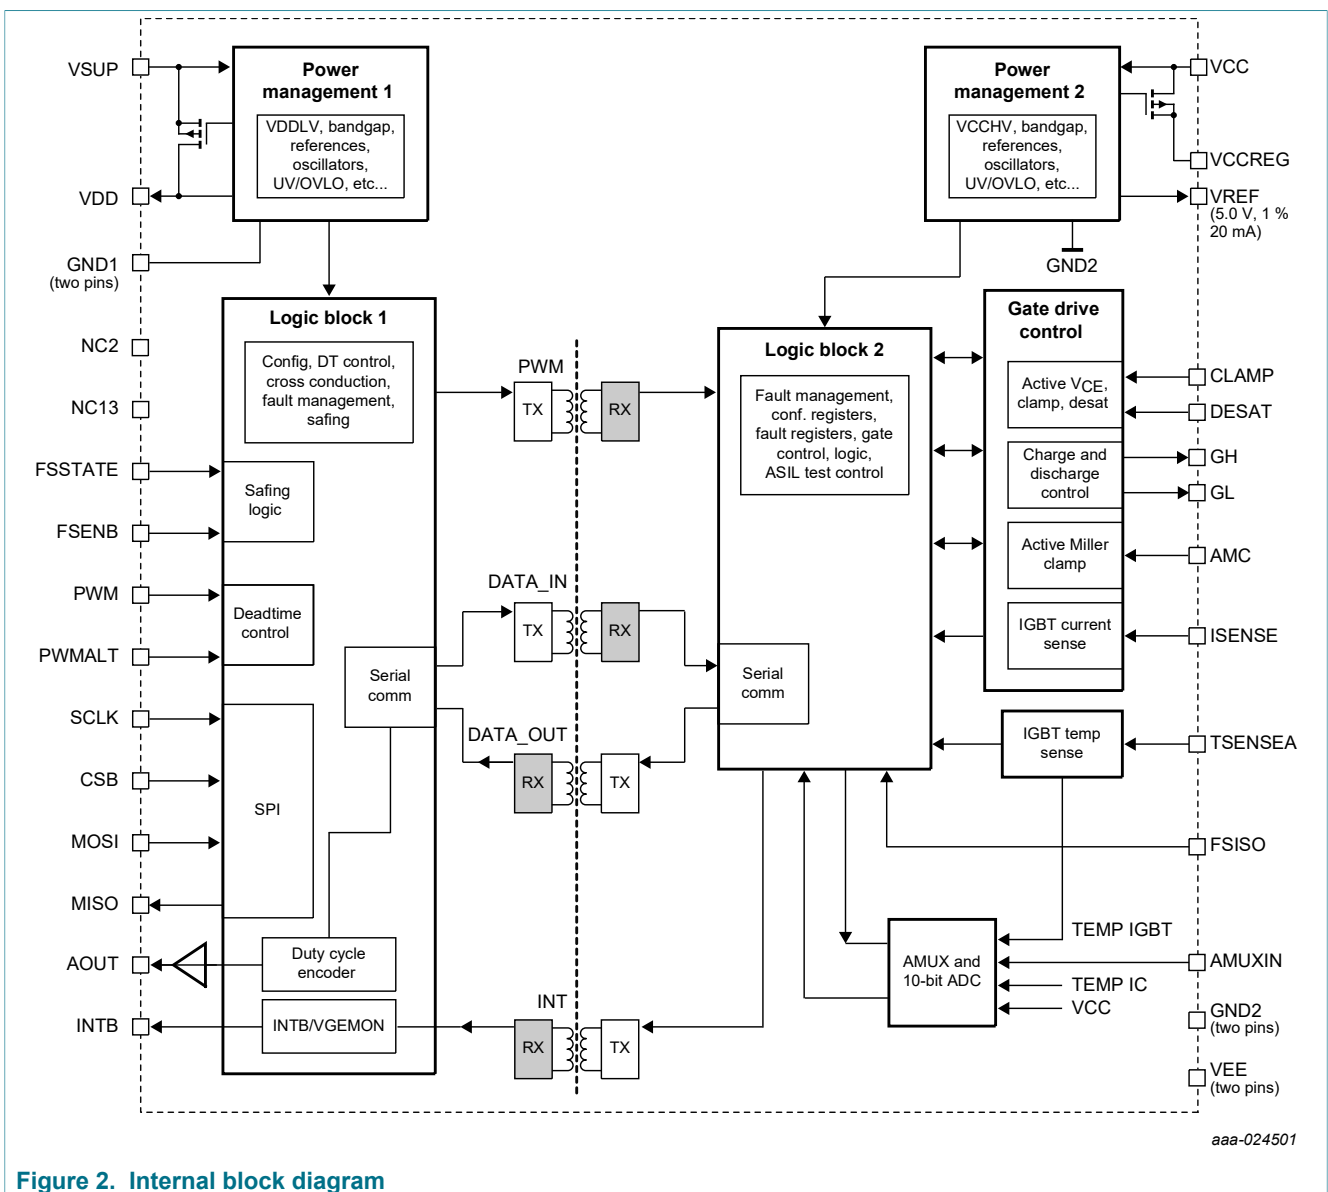 VSUP
VDD
GND1
(two pins)
NC2
NC13
FSSTATE
FSENB
PWM
PWMALT
SCLK
CSB
MOSI
MISO
AOUT
INTB
Power
management 1
VDDLV, bandgap,
references,
oscillators,
UV/OVLO, etc...
Logic block 1
Config, DT control,
cross conduction,
fault management,
safing
Safing
logic
Deadtime
control
Serial
comm
SPI
Duty cycle
encoder
INTB/VGEMON
PWM
TX
RX
DATA_IN
TX
RX
DATA_OUT
RX
TX
INT
RX
TX
Power
management 2
VCCHV, bandgap,
references,
oscillators,
UV/OVLO, etc...
GND2
Logic block 2
Fault management,
conf. registers,
fault registers, gate
control, logic,
ASIL test control
Serial
comm
Gate drive
control
Active VCE,
clamp, desat
Charge and
discharge
control
Active Miller
clamp
IGBT current
sense
IGBT temp
sense
AMUX and
10-bit ADC
TEMP IGBT
TEMP IC
VCC
VCC
VCCREG
VREF
(5.0 V, 1 %
20 mA)
CLAMP
DESAT
GH
GL
AMC
ISENSE
TSENSEA
FSISO
AMUXIN
GND2
(two pins)
VEE
(two pins)
aaa-024501
Figure 2. Internal block diagram